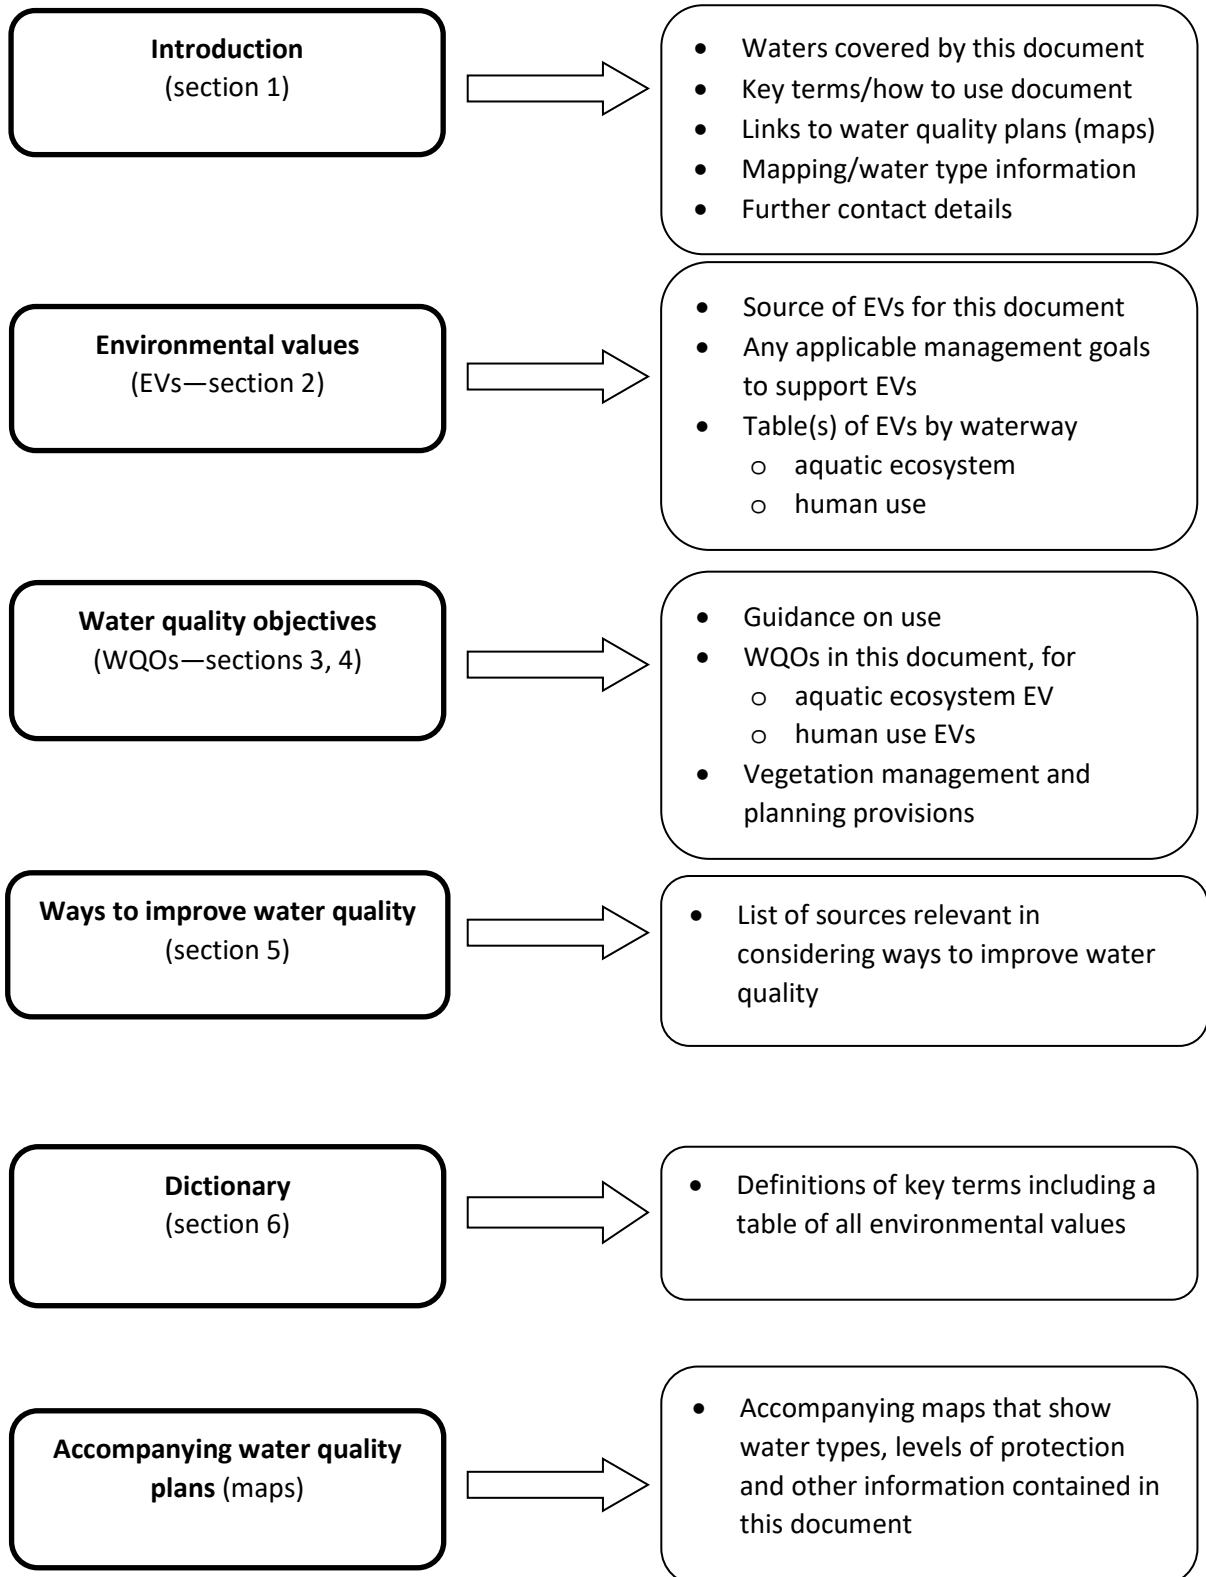 Introduction
(section 1)
• Waters covered by this document
• Key terms/how to use document
• Links to water quality plans (maps)
• Mapping/water type information
• Further contact details
Environmental values
(EVs—section 2)
• Source of EVs for this document
• Any applicable management goals
to support EVs
• Table(s) of EVs by waterway
o aquatic ecosystem
o human use
Water quality objectives
(WQOs—sections 3, 4)
• Guidance on use
• WQOs in this document, for
o aquatic ecosystem EV
o human use EVs
• Vegetation management and
planning provisions
Ways to improve water quality
(section 5)
• List of sources relevant in
considering ways to improve water
quality
Dictionary
(section 6)
• Definitions of key terms including a
table of all environmental values
Accompanying water quality
plans (maps)
• Accompanying maps that show
water types, levels of protection
and other information contained in
this document